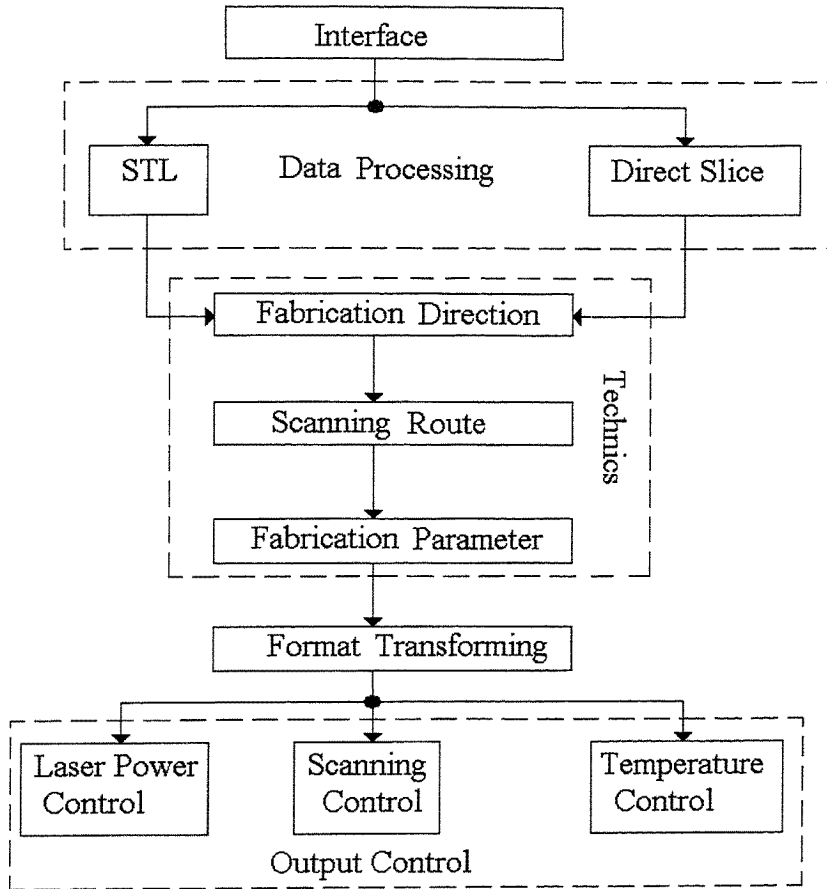 Interface
STL
Data Processing
Direct Slice
Fabrication Direction
Scanning Route
Technics
Fabrication Parameter
Format Transforming
Laser Power
Control
Scanning
Control
Temperature
Control
Output Control